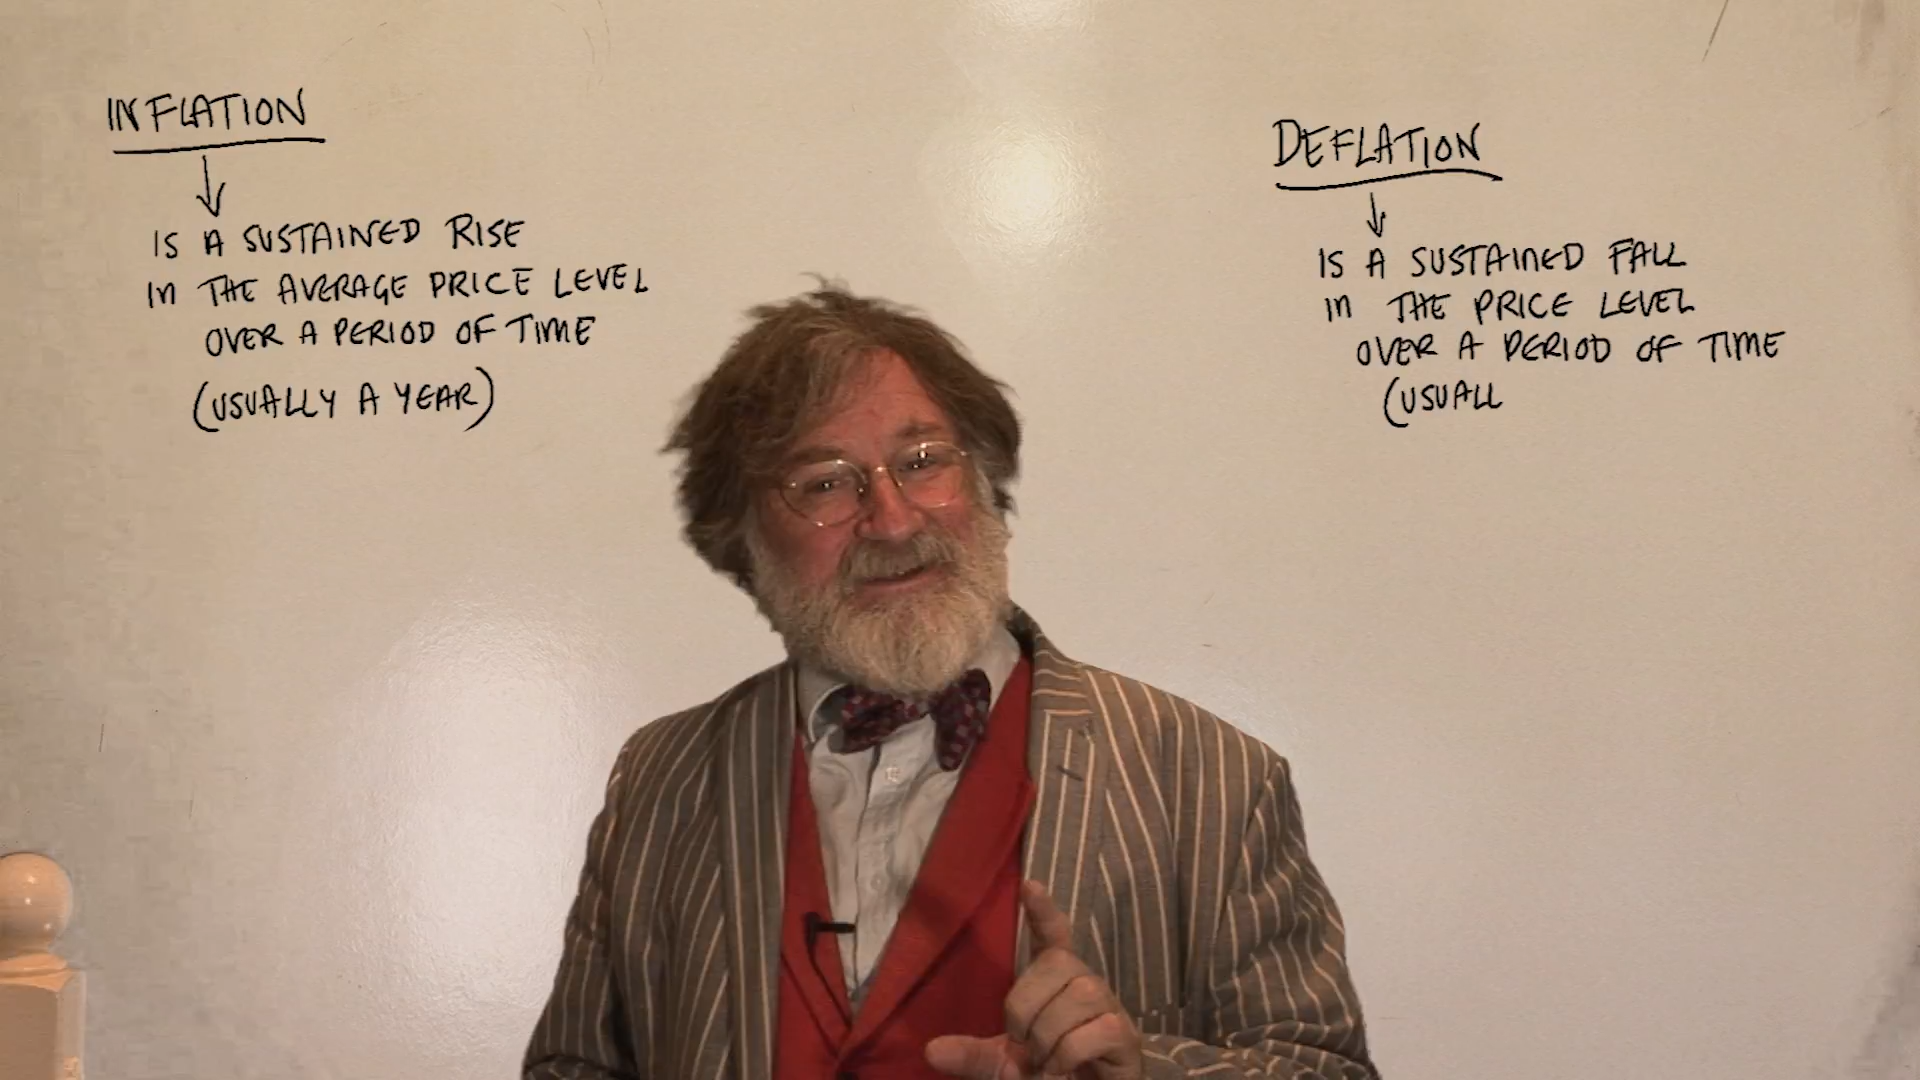 INFLATION
IS A SUSTAINED RISE
IN THE AVERAGE PRICE LEVEL
OVER A PERIOD OF TIME
(USUALLY A YEAR)
DEFLATION
IS A SUSTAINED FALL
IN THE PRICE LEVEL
OVER A PERIOD OF TIME
(USUALL